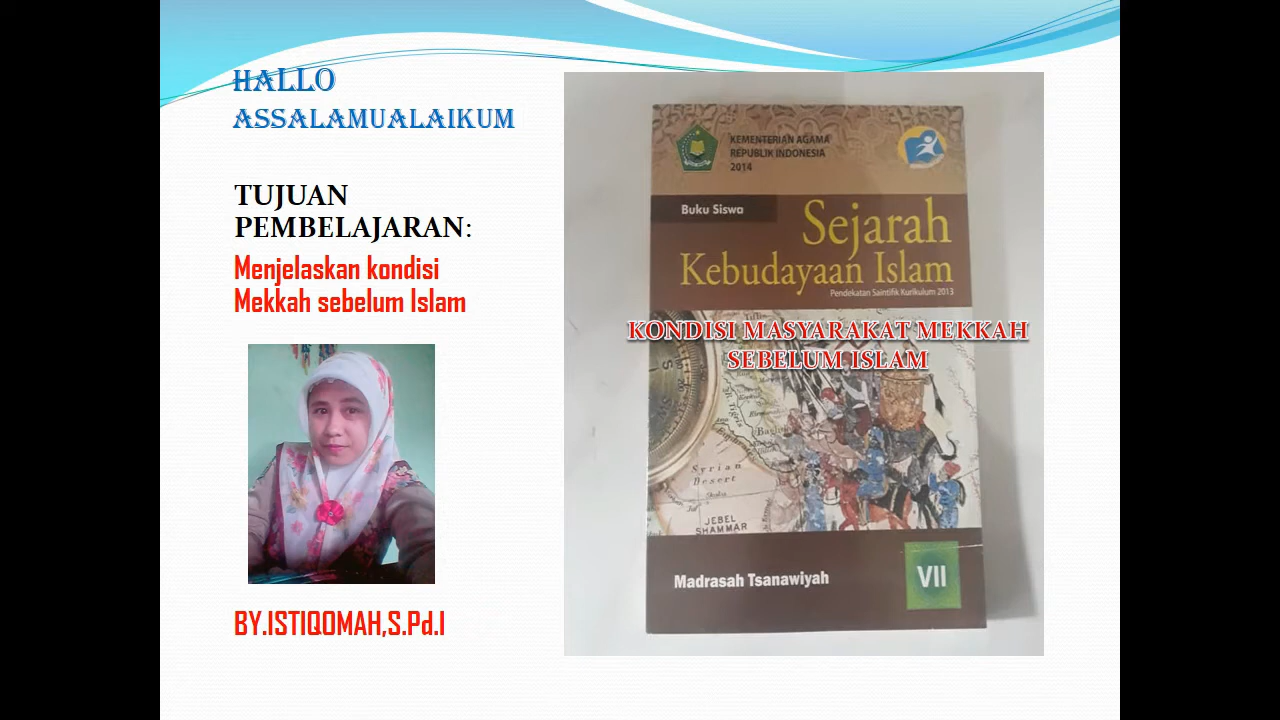 HALLO
ASSALAMUALAIKUM
TUJUAN
PEMBELAJARAN:
Menjelaskan kondisi
Mekkah sebelum Islam
BY.ISTIQOMAH,S.Pd.I
KEMENTERIAN AGAMA
REPUBLIK INDONESIA
2014
Buku Siswa
Sejarah
Kebudayaan Islam
Pendekatan Saintifik Kurikulum 2013
KONDISI MASYARAKAT MEKKAH
SEBELUM ISLAM
Syrian
Desert
JEBEL
SHAMMAR
Madrasah Tsanawiyah
VII